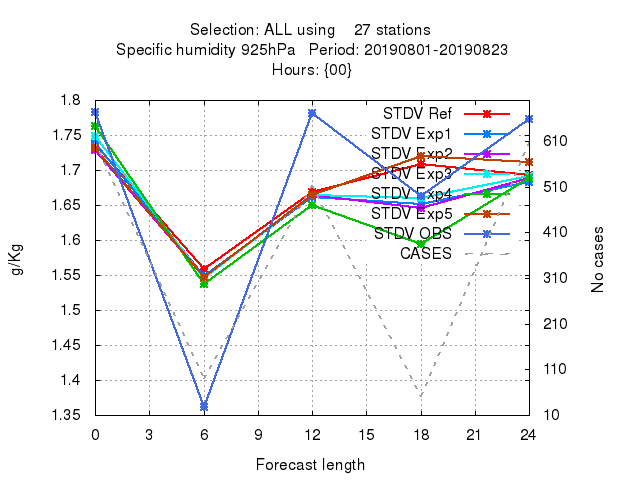 Selection: ALL using    27 stations
Specific humidity 925hPa   Period: 20190801-20190823
Hours: {00}
1.8
1.75
1.7
1.65
1.6
1.55
1.5
1.45
1.4
1.35
g/Kg
STDV Ref
STDV Exp1
STDV Exp2
STDV Exp3
STDV Exp4
STDV Exp5
STDV OBS
CASES
610
510
410
310
210
110
10
No cases
0 3 6 9 12 15 18 21 24
Forecast length